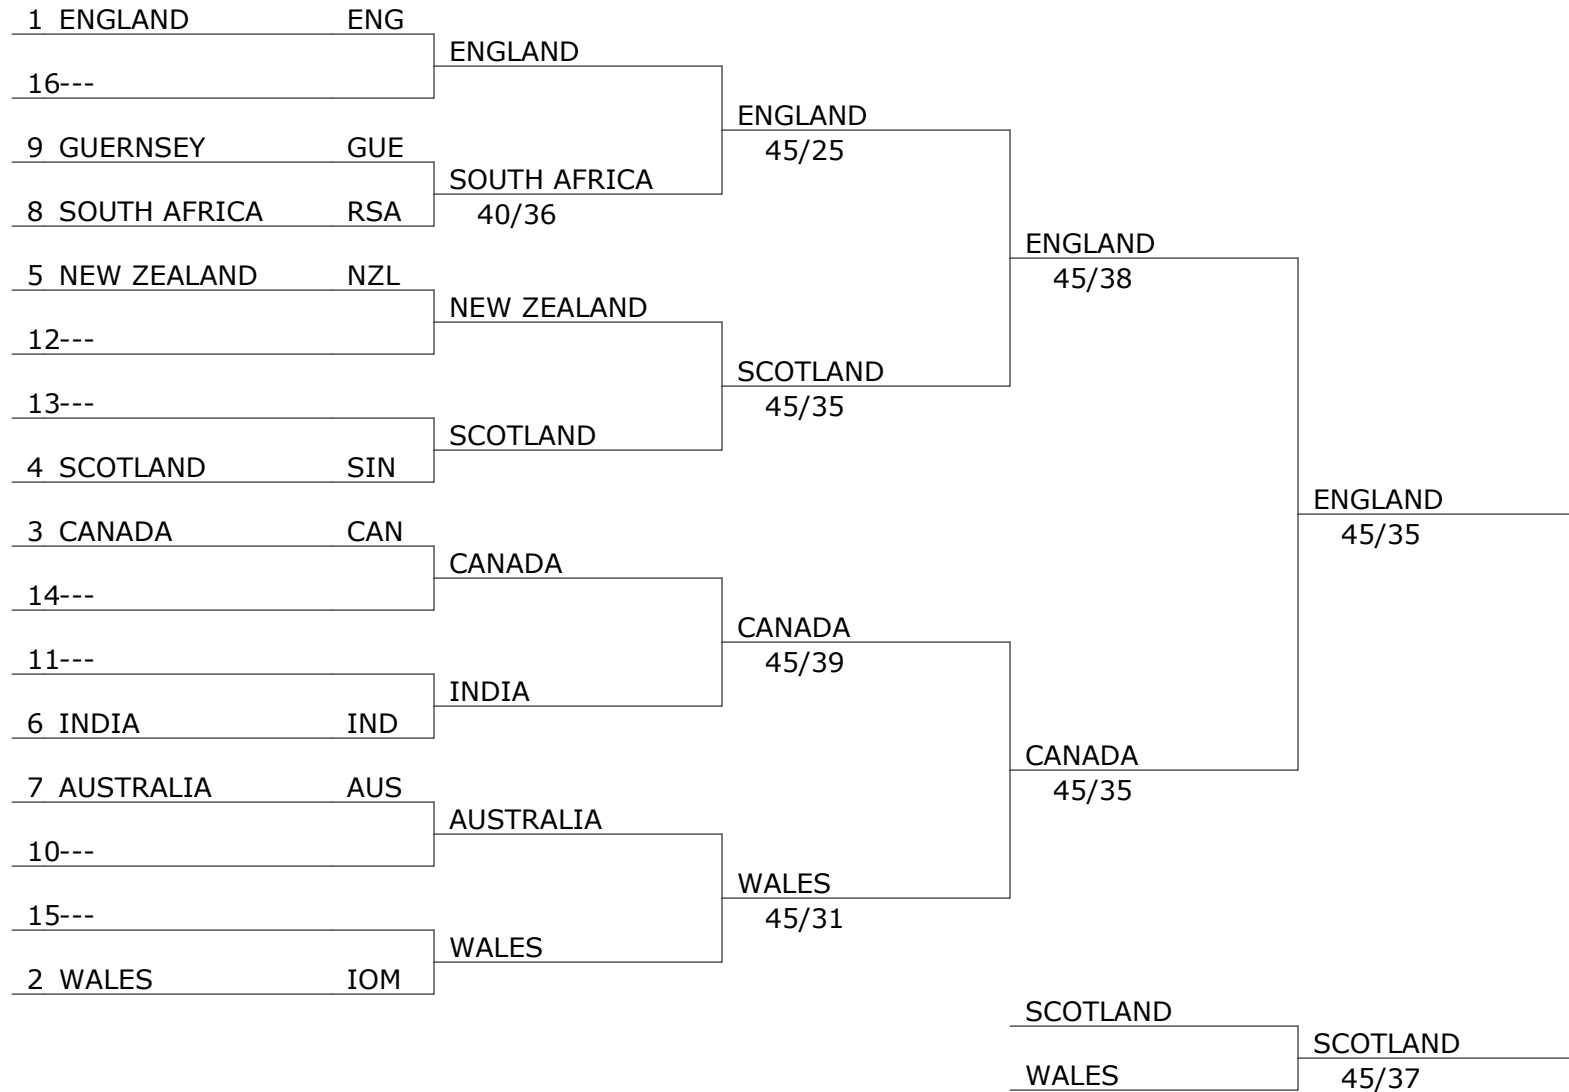 1 ENGLAND ENG
16---
9 GUERNSEY GUE
8 SOUTH AFRICA RSA
5 NEW ZEALAND NZL
12---
13---
4 SCOTLAND SIN
3 CANADA CAN
14---
11---
6 INDIA IND
7 AUSTRALIA AUS
10---
15---
2 WALES IOM
ENGLAND
SOUTH AFRICA
40/36
NEW ZEALAND
SCOTLAND
CANADA
INDIA
AUSTRALIA
WALES
ENGLAND
45/25
SCOTLAND
45/35
CANADA
45/39
WALES
45/31
ENGLAND
45/38
CANADA
45/35
ENGLAND
45/35
SCOTLAND
WALES
SCOTLAND
45/37